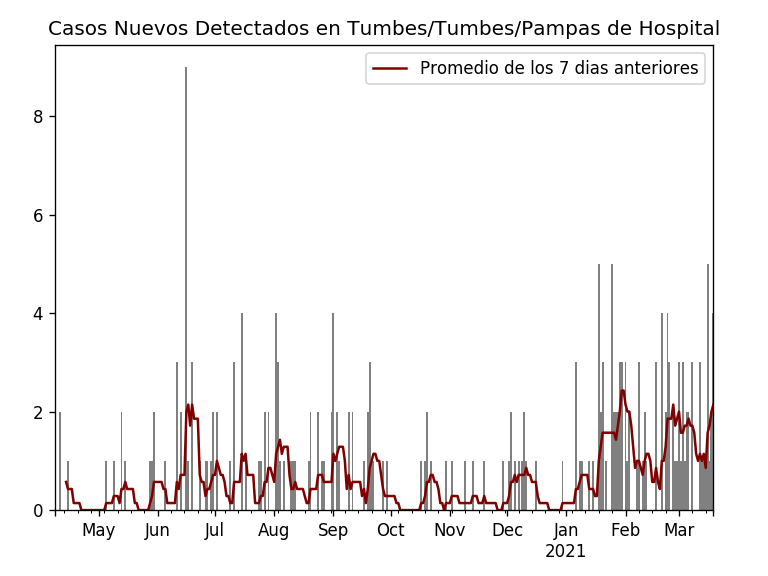 Casos Nuevos Detectados en Tumbes/Tumbes/Pampas de Hospital
Promedio de los 7 dias anteriores
8
6
4
2
0
May Jun Jul Aug Sep Oct Nov Dec Jan Feb Mar
2021